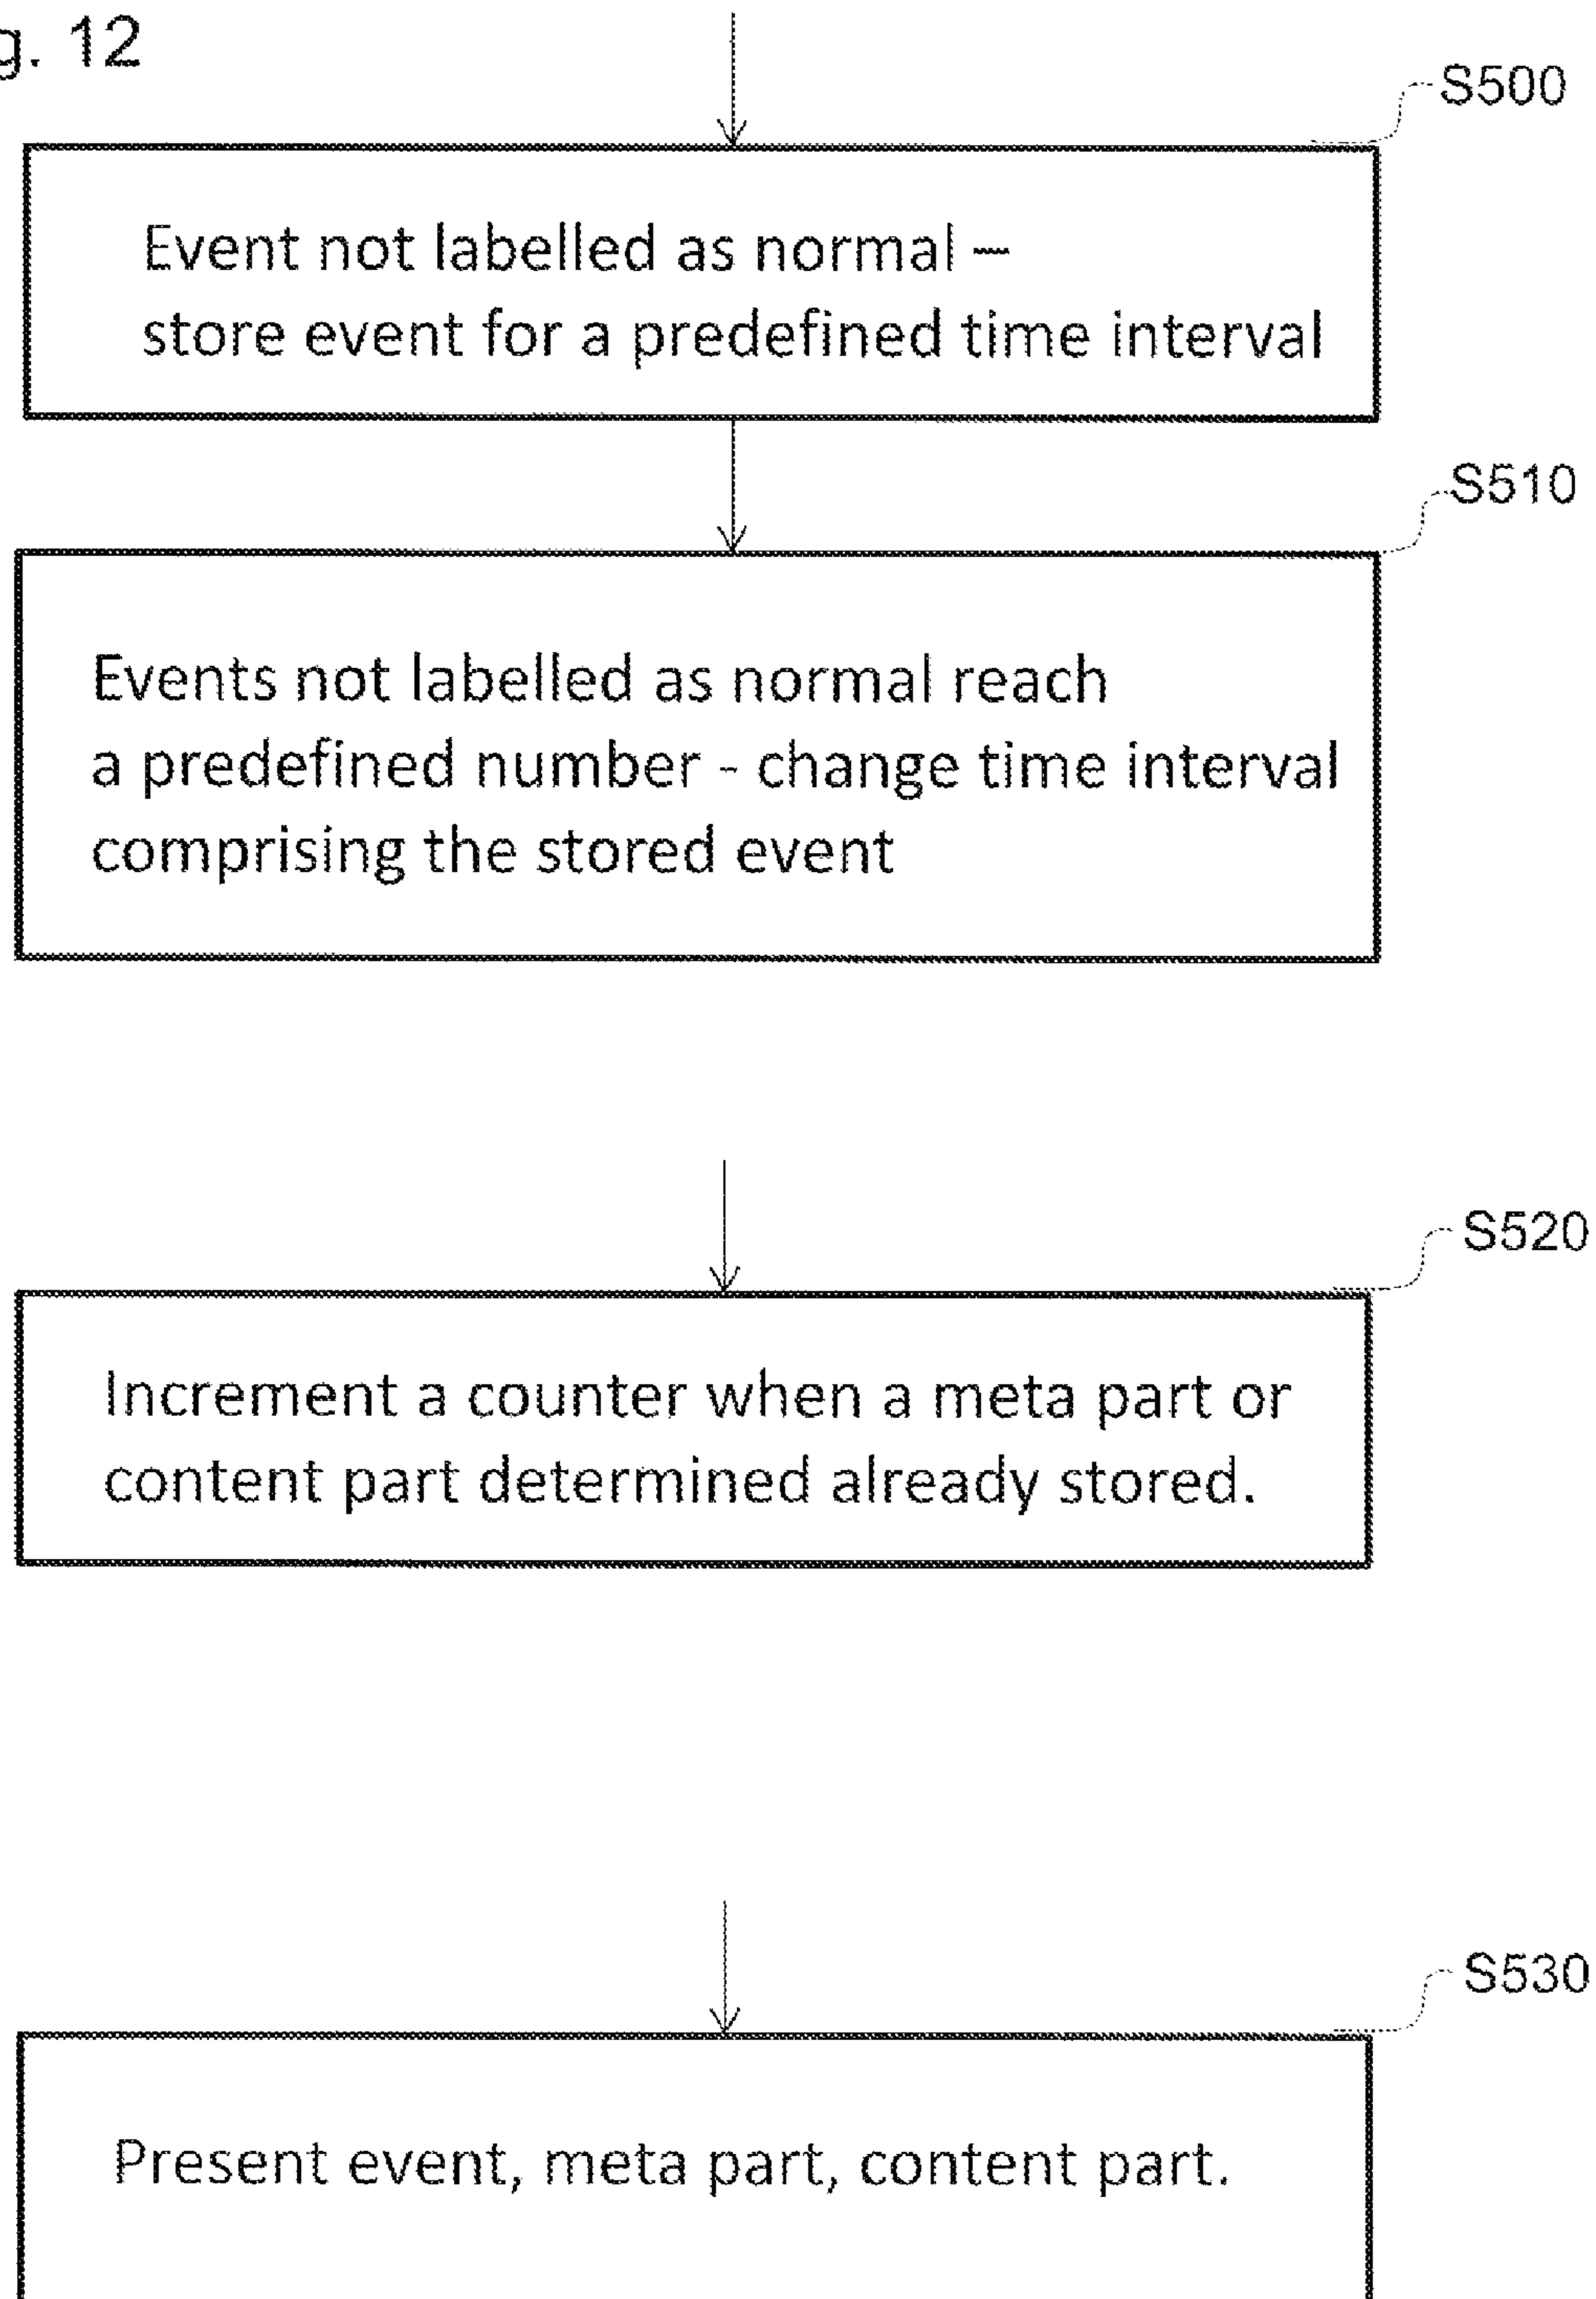 g. 12
S500
Event not labelled as normal –
store event for a predefined time interval
S510
Events not labelled as normal reach
a predefined number - change time interval
comprising the stored event
S520
Increment a counter when a meta part or
content part determined already stored.
S530
Present event, meta part, content part.